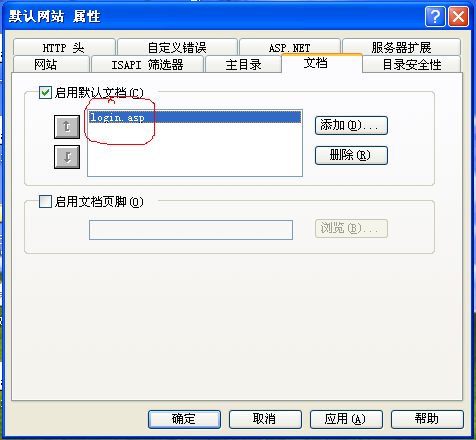 默认网站 属性
HTTP 头 自定义错误 ASP.NET 服务器扩展
网站 ISAPI 筛选器 主目录 文档 目录安全性
启用默认文档(C)
login.asp
添加(D)...
删除(R)
启用文档页脚(O)
浏览(B)...
确定 取消 应用(A) 帮助